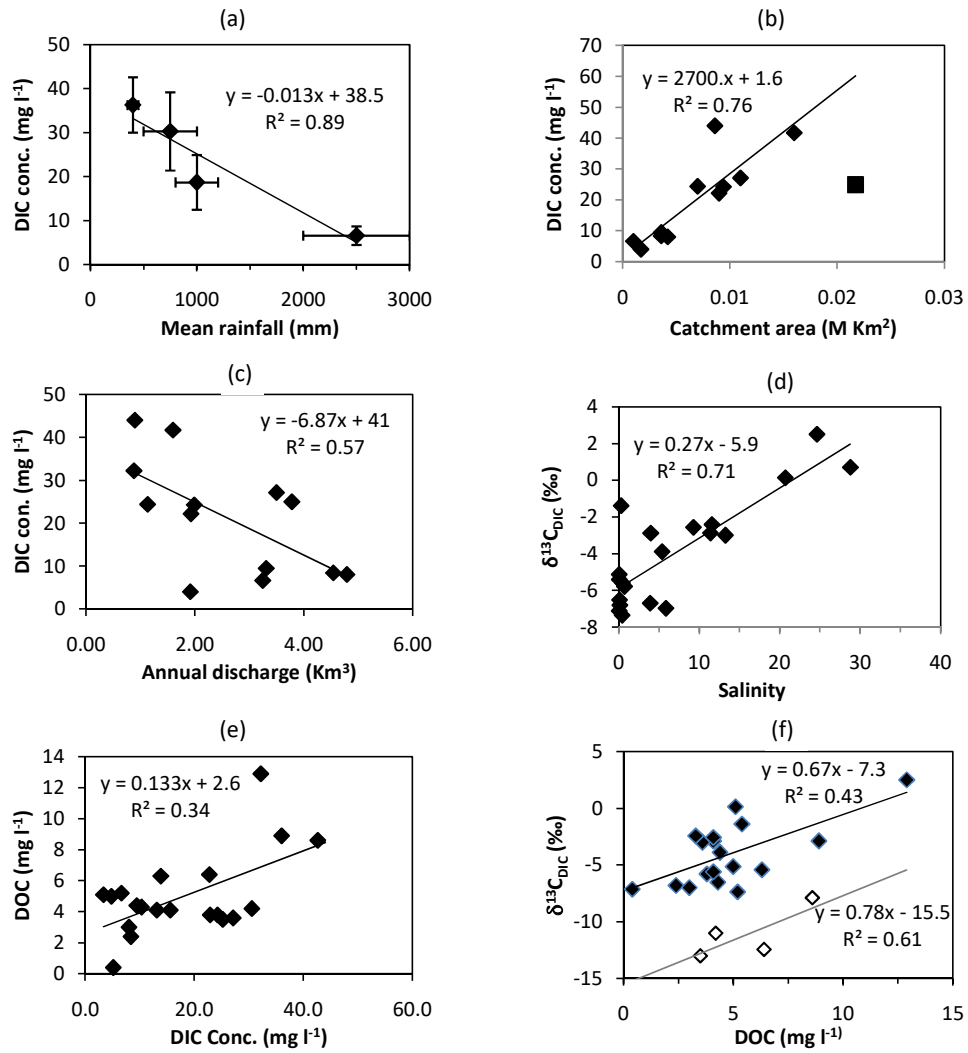 (a)
50
40
30
20
10
0
DIC conc. (mg l⁻¹)
y = -0.013x + 38.5
R² = 0.89
0 1000 2000 3000
Mean rainfall (mm)
(b)
70
60
50
40
30
20
10
0
DIC conc. (mg l⁻¹)
y = 2700.x + 1.6
R² = 0.76
0 0.01 0.02 0.03
Catchment area (M Km²)
(c)
50
40
30
20
10
0
DIC con. (mg l⁻¹)
y = -6.87x + 41
R² = 0.57
0.00 2.00 4.00 6.00
Annual discharge (Km³)
(d)
4
2
0
-2
-4
-6
-8
δ¹³C_DIC (‰)
y = 0.27x - 5.9
R² = 0.71
0 10 20 30 40
Salinity
(e)
14
12
10
8
6
4
2
0
DOC (mg l⁻¹)
y = 0.133x + 2.6
R² = 0.34
0.0 20.0 40.0 60.0
DIC Conc. (mg l⁻¹)
(f)
5
0
-5
-10
-15
δ¹³C_DIC (‰)
y = 0.67x - 7.3
R² = 0.43
y = 0.78x - 15.5
R² = 0.61
0 5 10 15
DOC (mg l⁻¹⁾